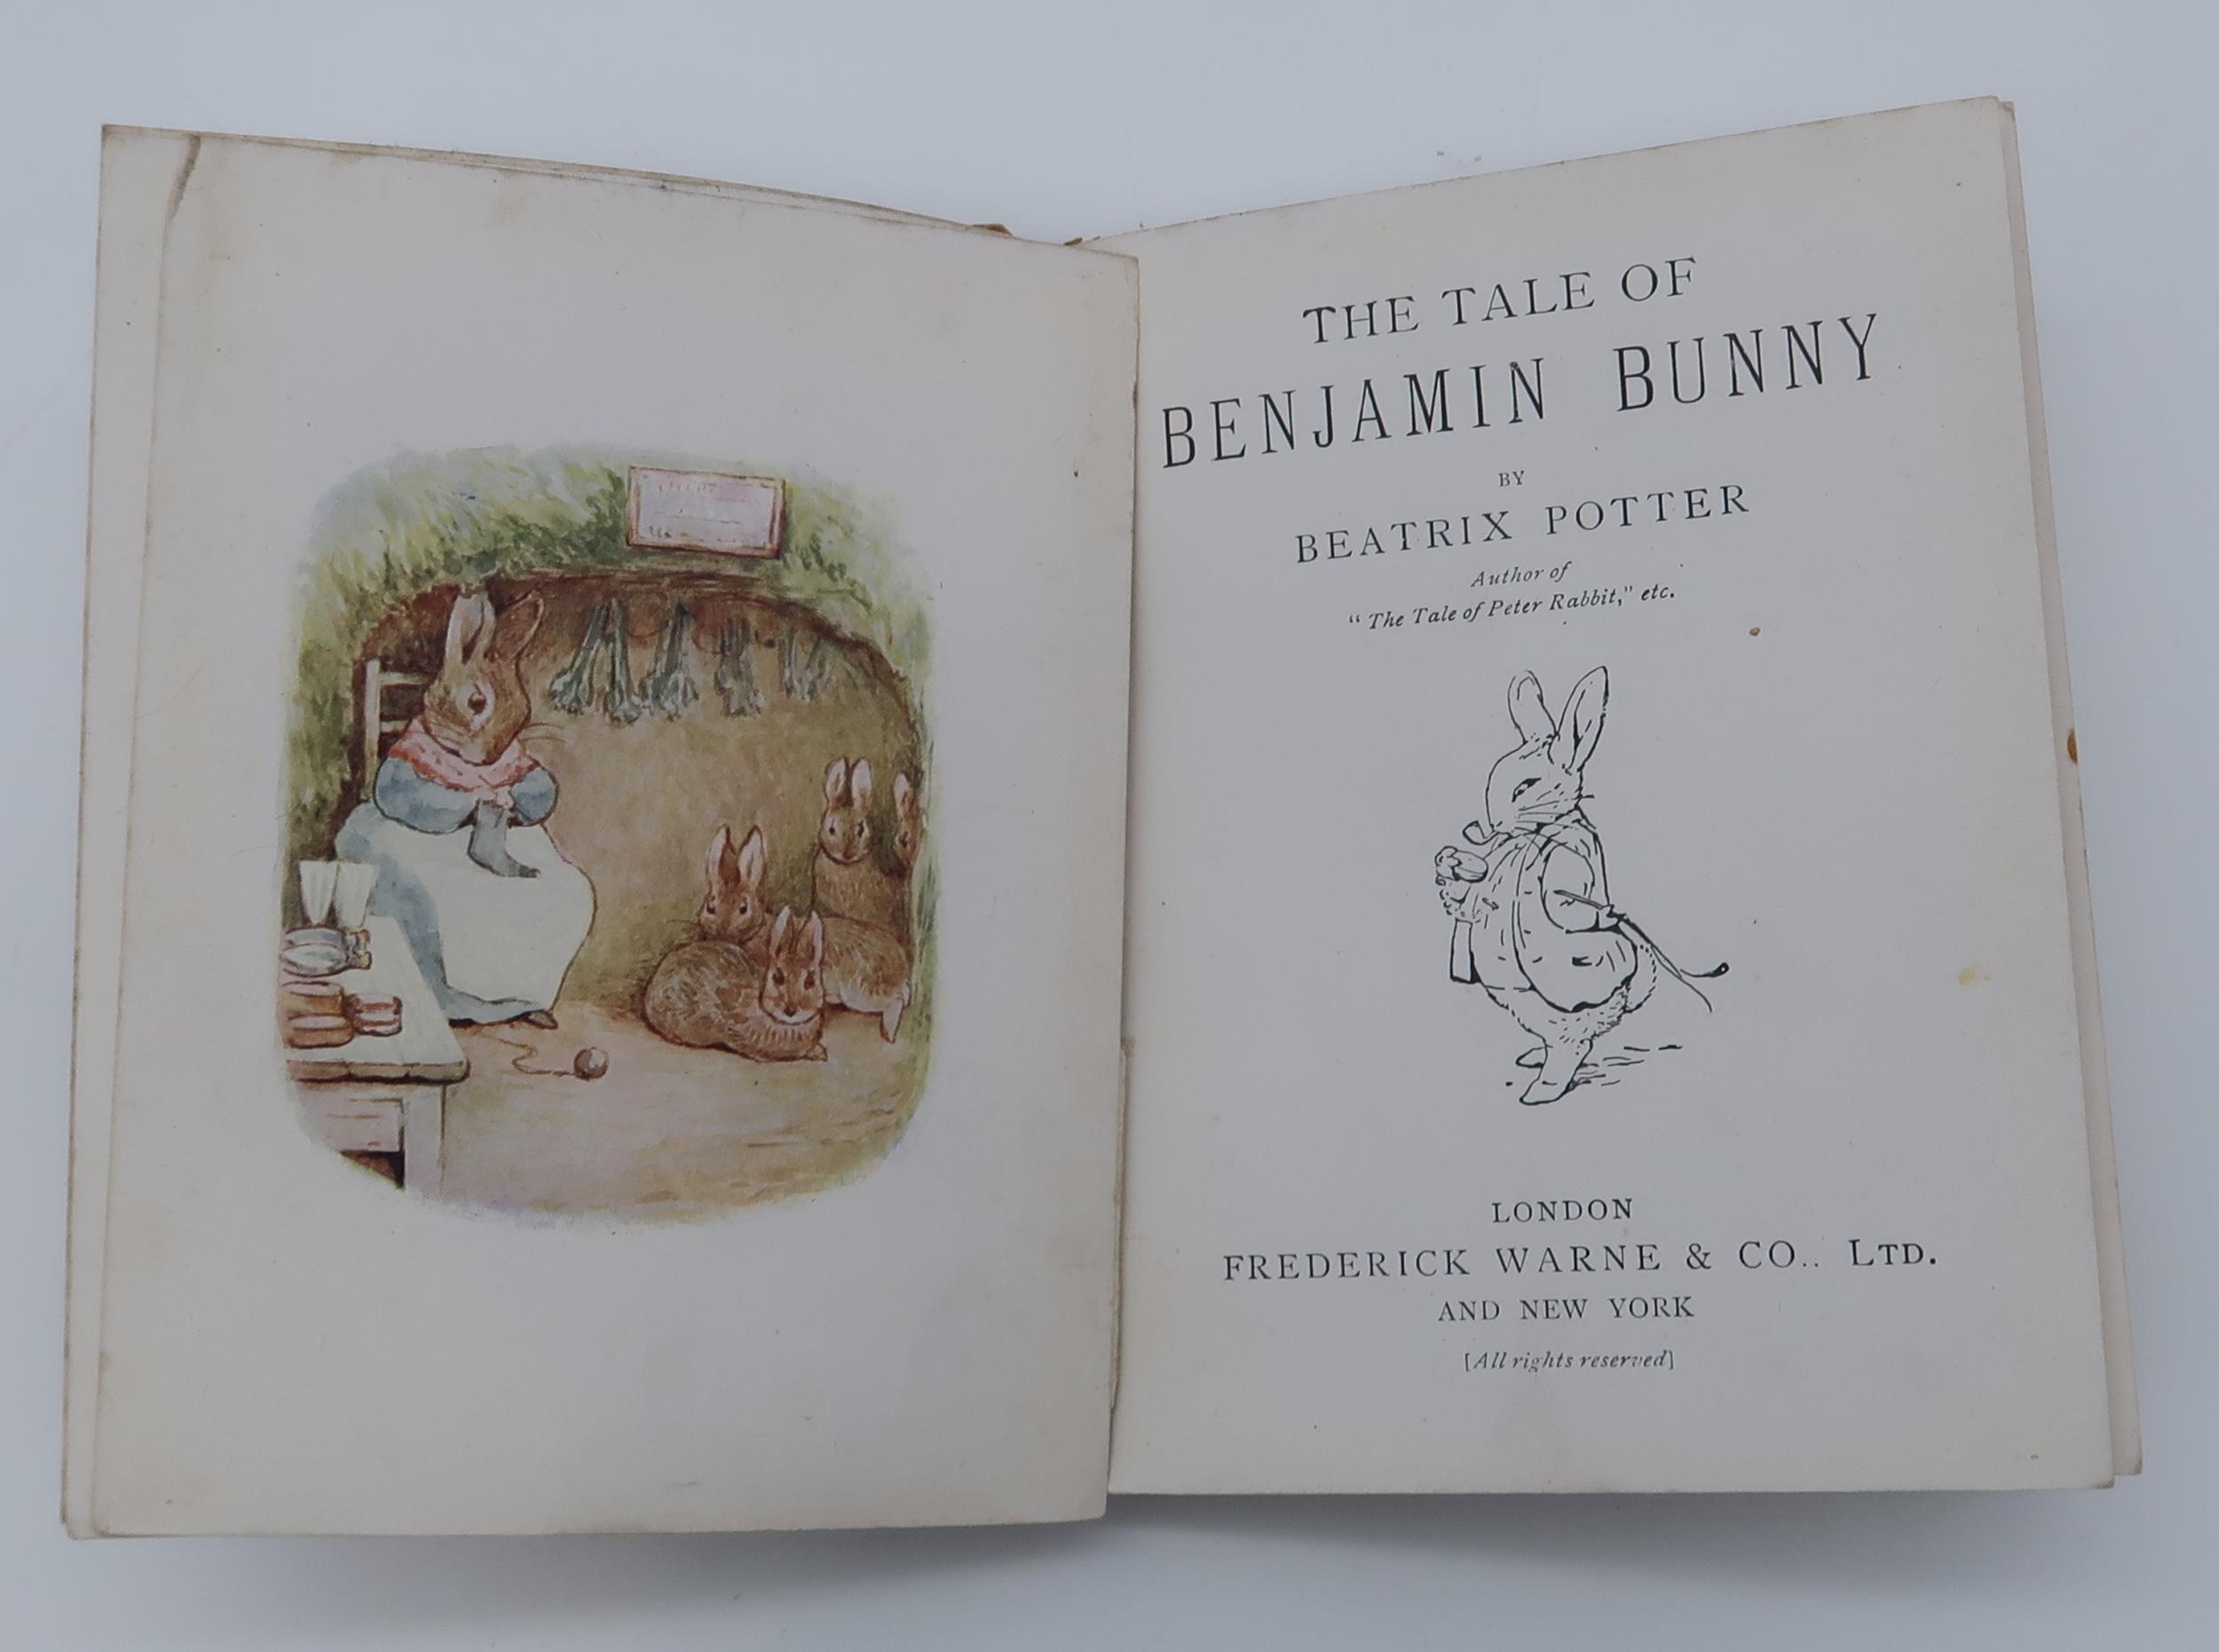 THE TALE OF
BENJAMIN BUNNY
BY
BEATRIX POTTER
Author of
“ The Tale of Peter Rabbit,” etc.
LONDON
FREDERICK WARNE & CO.. LTD.
AND NEW YORK
[All rights reserved]